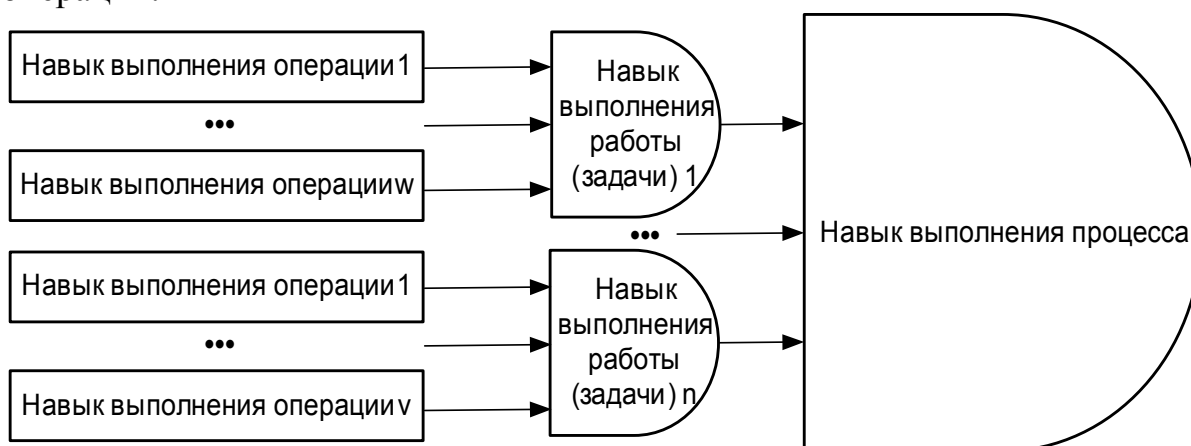 Навык выполнения операции 1
•••
Навык выполнения операции w
Навык выполнения операции 1
•••
Навык выполнения операции v
Навык
выполнения
работы
(задачи) 1
•••
Навык
выполнения
работы
(задачи) n
Навык выполнения процесса